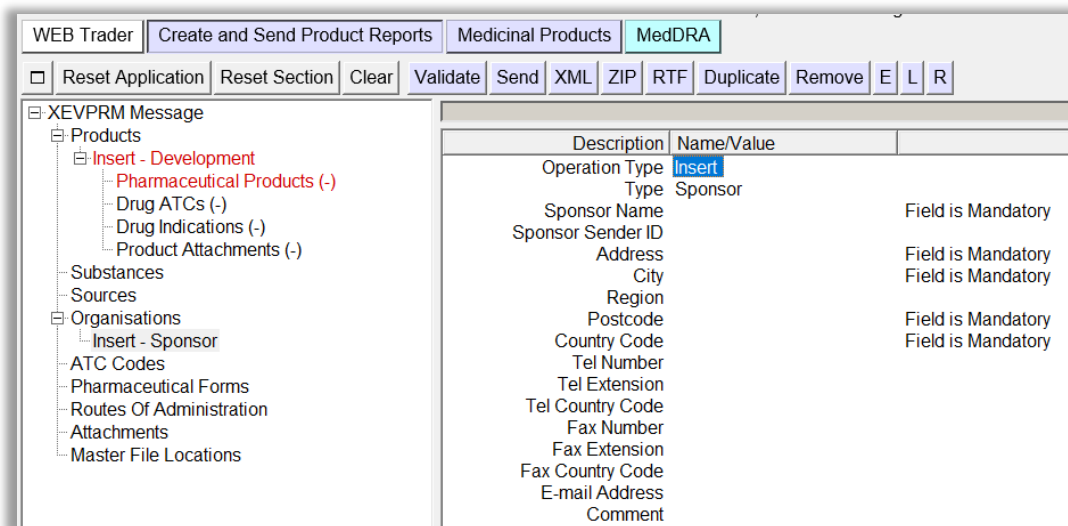 WEB Trader Create and Send Product Reports Medicinal Products MedDRA
Reset Application Reset Section Clear Validate Send XML ZIP RTF Duplicate Remove E L R
XEVPRM Message
Products
Insert - Development
Pharmaceutical Products (-)
Drug ATCs (-)
Drug Indications (-)
Product Attachments (-)
Substances
Sources
Organisations
Insert - Sponsor
ATC Codes
Pharmaceutical Forms
Routes Of Administration
Attachments
Master File Locations
Description Name/Value
Operation Type Insert
Type Sponsor
Sponsor Name Field is Mandatory
Sponsor Sender ID
Address Field is Mandatory
City Field is Mandatory
Region
Postcode Field is Mandatory
Country Code Field is Mandatory
Tel Number
Tel Extension
Tel Country Code
Fax Number
Fax Extension
Fax Country Code
E-mail Address
Comment